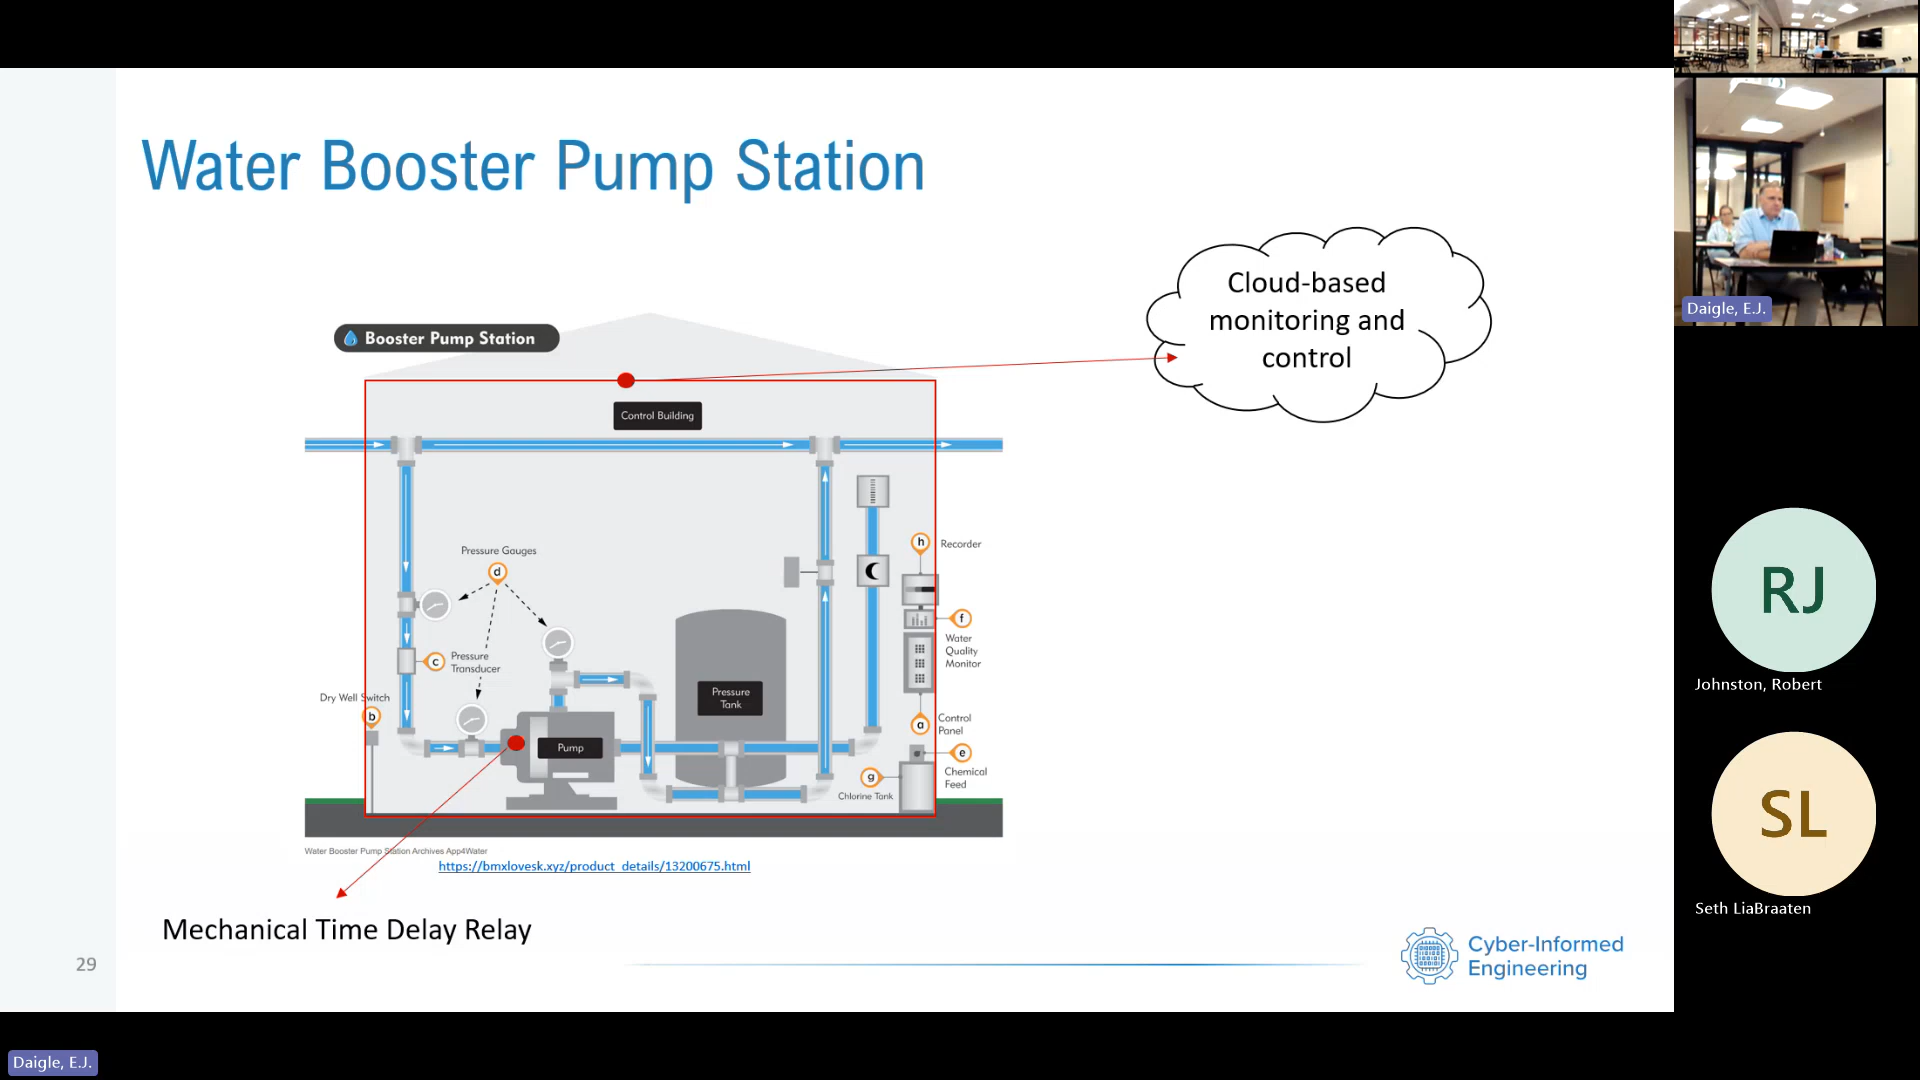 Water Booster Pump Station
Cloud-based
monitoring and
control
Booster Pump Station
Control Building
h
Recorder
Pressure Gauges
d
f
Water
Quality
Monitor
c
Pressure
Transducer
Dry Well Switch
b
Pressure
Tank
a
Control
Panel
Pump
e
Chemical
Feed
g
Chlorine Tank
Water Booster Pump Station Archives App4Water
https://bmxlovesk.xyz/product_details/13200675.html
Mechanical Time Delay Relay
29
Cyber-Informed
Engineering
Daigle, E.J.
RJ
Johnston, Robert
SL
Seth LiaBraaten
Daigle, E.J.